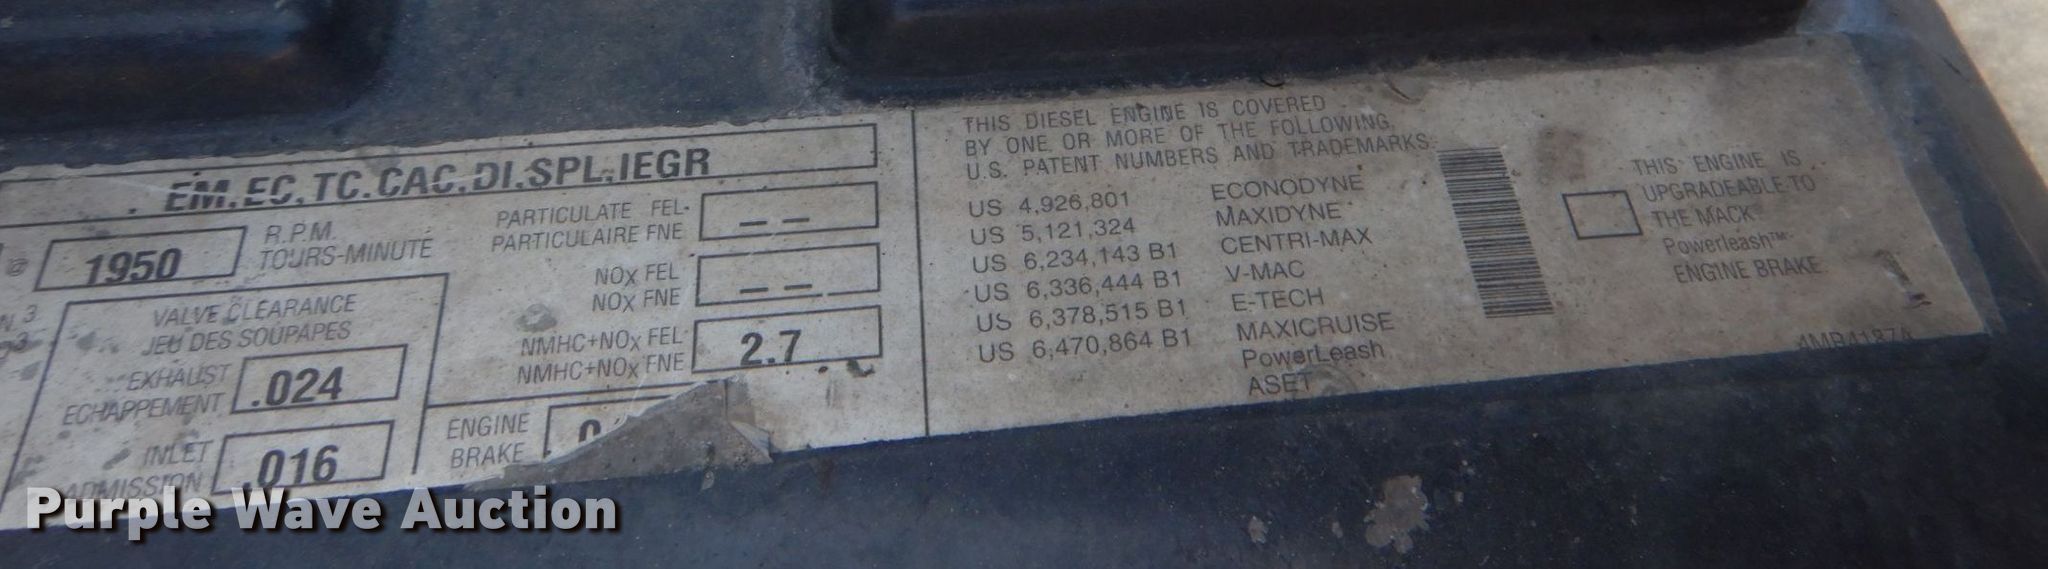 EM.EC.TC.CAC.DI.SPL.IEGR
@ 1950 R.P.M.
TOURS-MINUTE
VALVE CLEARANCE
JEU DES SOUPAPES
EXHAUST
ECHAPPEMENT .024
INLET
ADMISSION .016
PARTICULATE FEL
PARTICULAIRE FNE — —
NOx FEL
NOx FNE — —
NMHC+NOx FEL
NMHC+NOx FNE 2.7
ENGINE
BRAKE
THIS DIESEL ENGINE IS COVERED
BY ONE OR MORE OF THE FOLLOWING
U.S. PATENT NUMBERS AND TRADEMARKS.
US 4,926,801
US 5,121,324
US 6,234,143 B1
US 6,336,444 B1
US 6,378,515 B1
US 6,470,864 B1
ECONODYNE
MAXIDYNE
CENTRI-MAX
V-MAC
E-TECH
MAXICRUISE
PowerLeash
ASET
THIS ENGINE IS
UPGRADEABLE TO
THE MACK
Powerleash™
ENGINE BRAKE
1
Purple Wave Auction